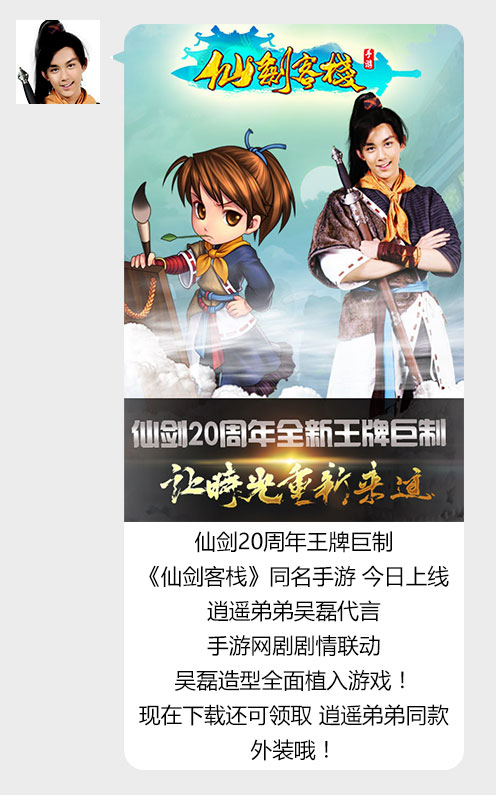 仙劍客棧
手游
仙剑20周年全新王牌巨制
让時光重新来过
仙剑20周年王牌巨制
《仙剑客栈》同名手游 今日上线
逍遥弟弟吴磊代言
手游网剧剧情联动
吴磊造型全面植入游戏！
现在下载还可领取 逍遥弟弟同款
外装哦！